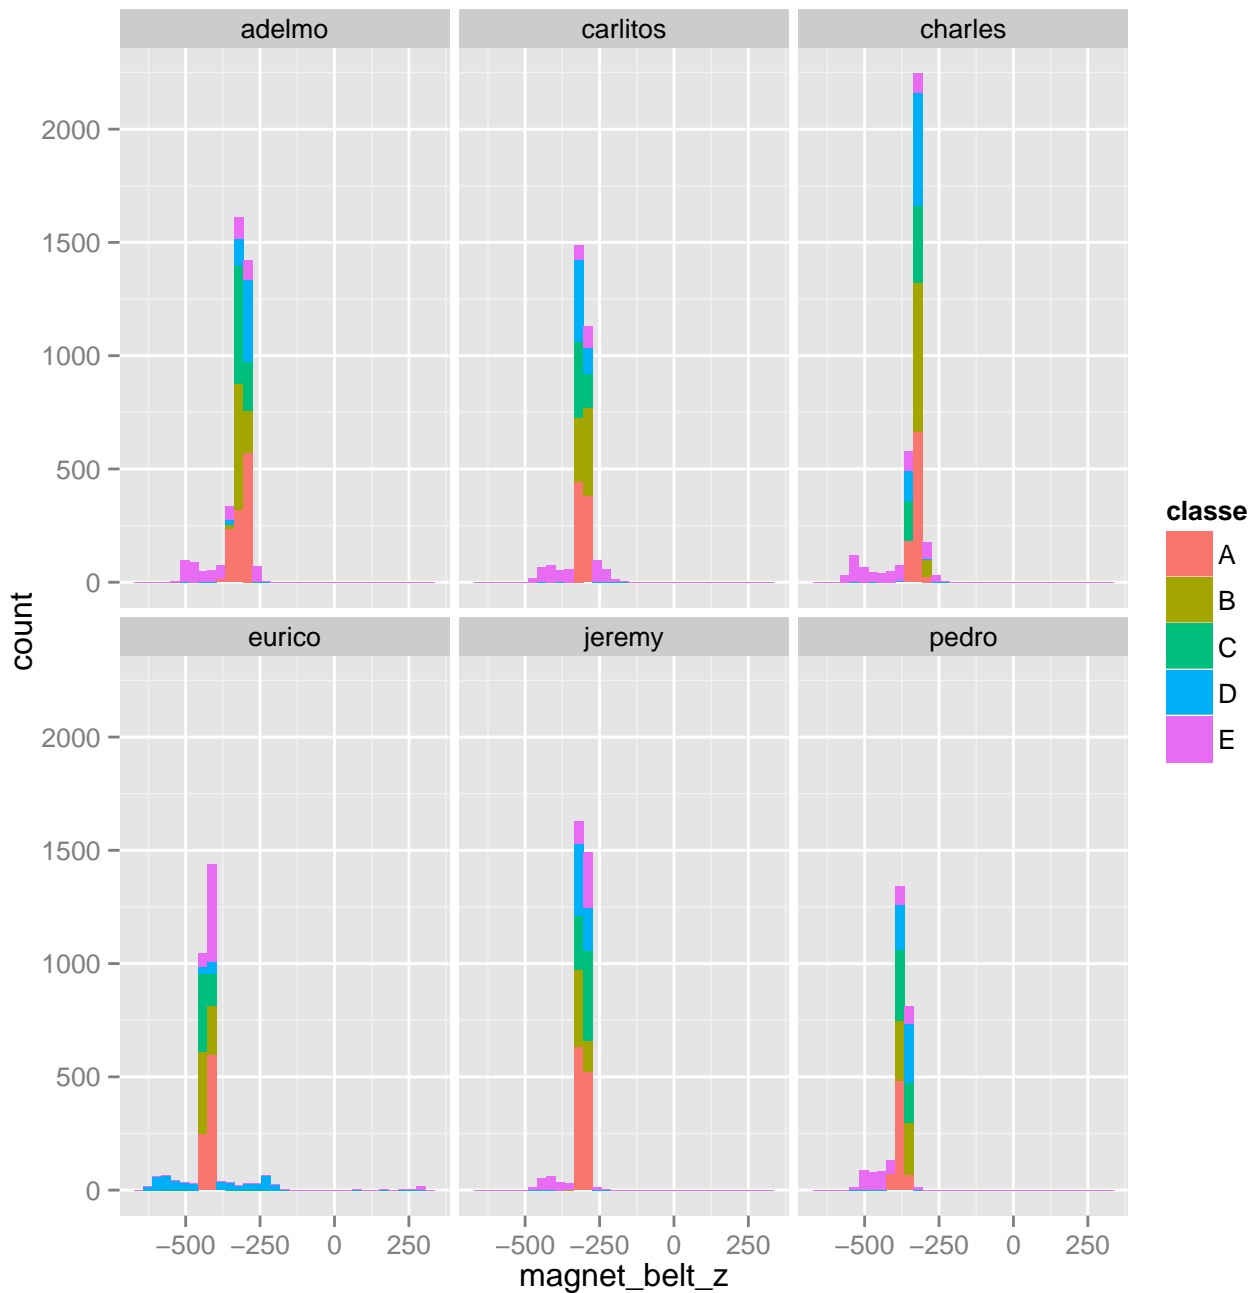 adelmo carlitos charles
2000
1500
1000
500
0
eurico jeremy pedro
2000
1500
1000
500
0
−500 −250 0 250 −500 −250 0 250 −500 −250 0 250
magnet_belt_z
count
classe
A
B
C
D
E